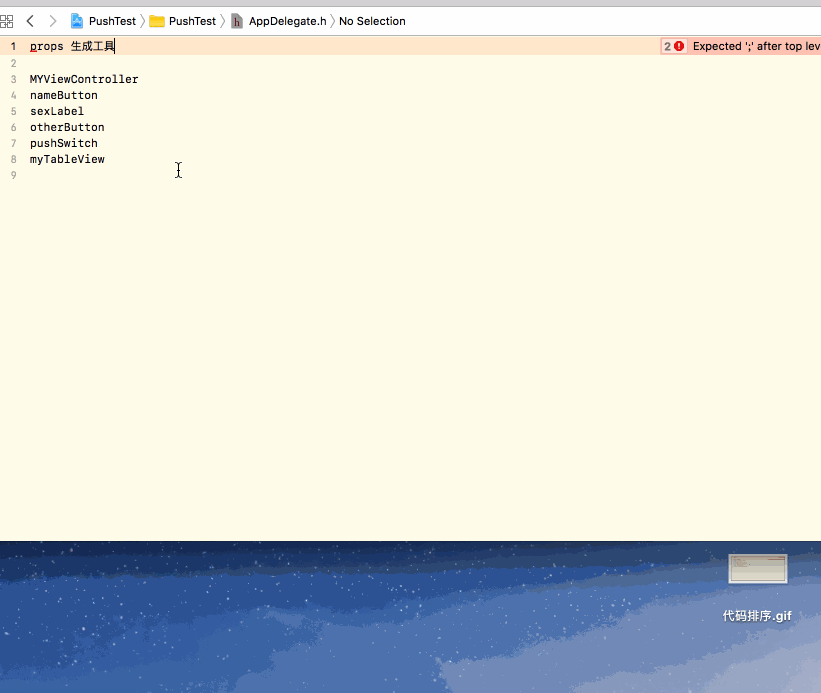 PushTest PushTest AppDelegate.h No Selection
1 props 生成工具 2 Expected ';' after top lev
2
3 MYViewController
4 nameButton
5 sexLabel
6 otherButton
7 pushSwitch
8 myTableView
9
代码排序.gif